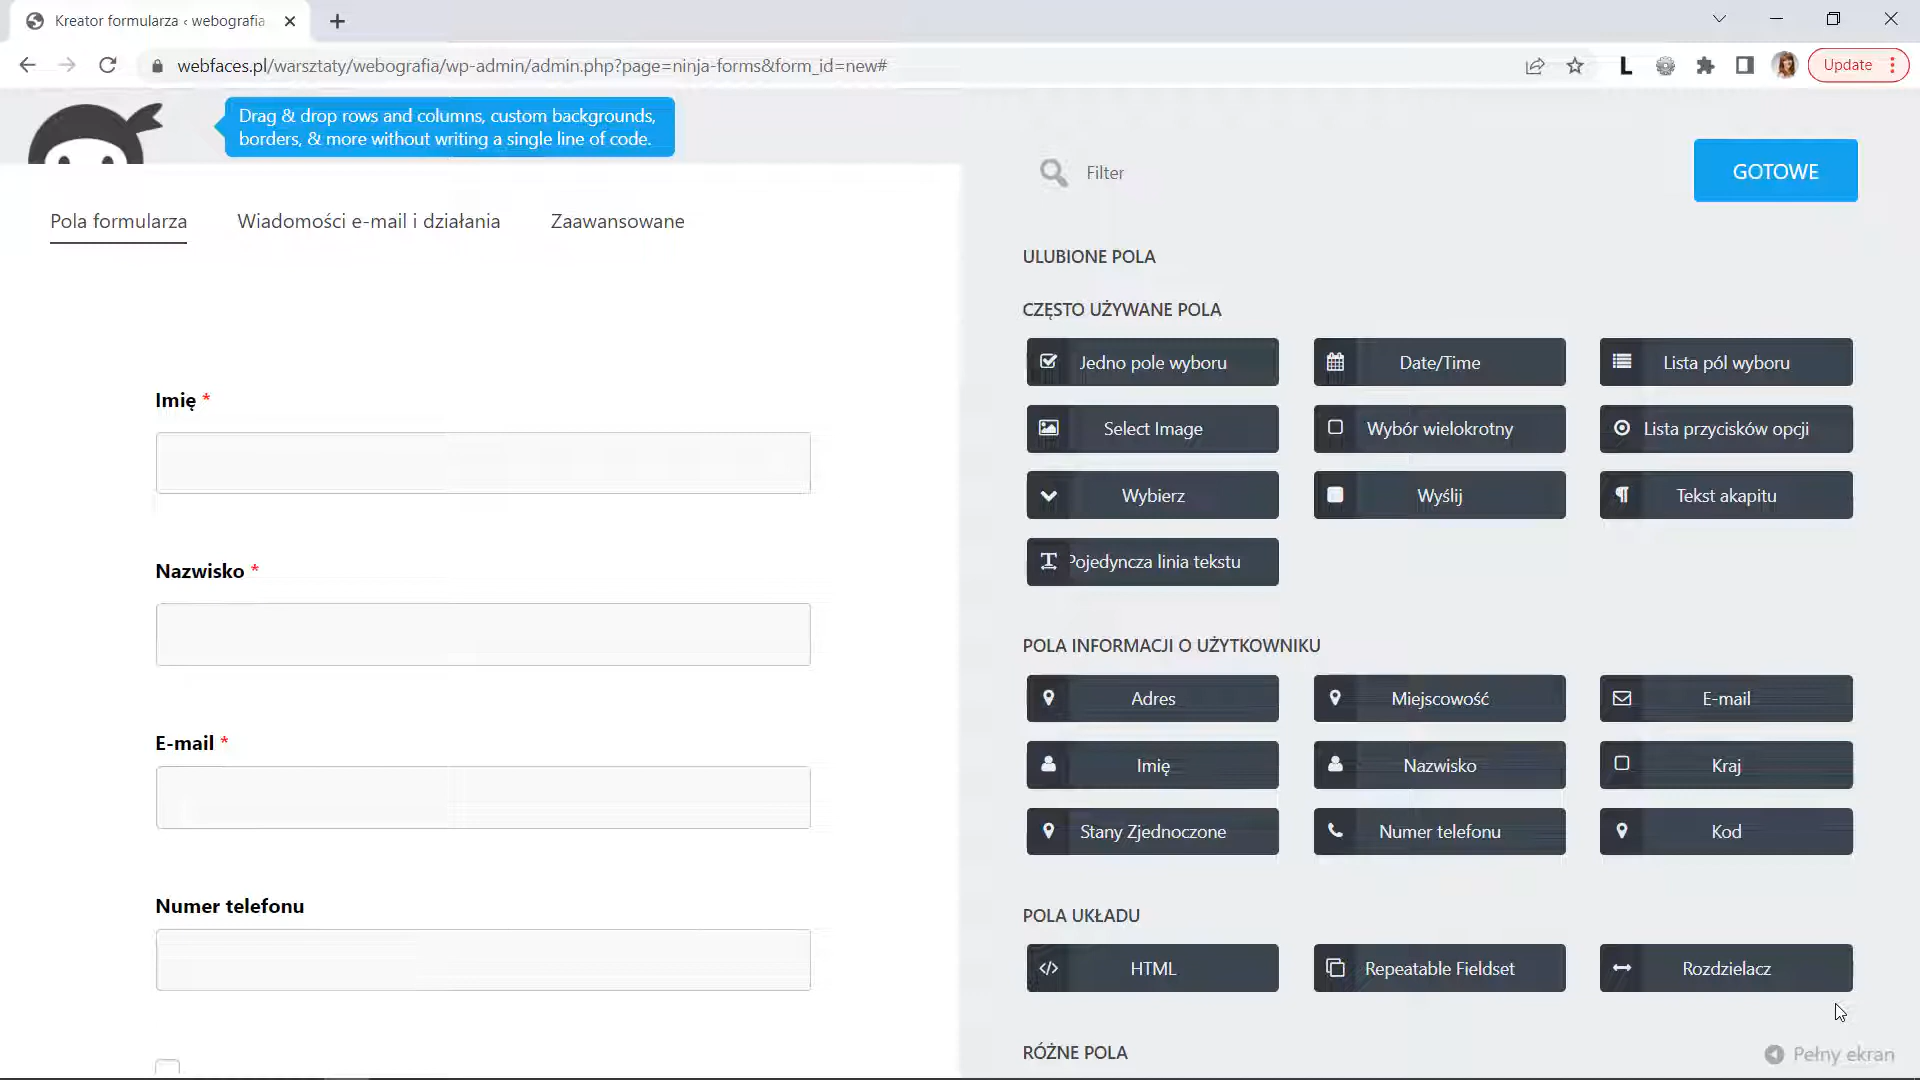 Kreator formularza ‹ webografia
webfaces.pl/warsztaty/webografia/wp-admin/admin.php?page=ninja-forms&form_id=new#
L
Update
Drag & drop rows and columns, custom backgrounds,
borders, & more without writing a single line of code.
Pola formularza
Wiadomości e-mail i działania
Zaawansowane
Imię *
Nazwisko *
E-mail *
Numer telefonu
Filter
GOTOWE
ULUBIONE POLA
CZĘSTO UŻYWANE POLA
Jedno pole wyboru
Date/Time
Lista pól wyboru
Select Image
Wybór wielokrotny
Lista przycisków opcji
Wybierz
Wyślij
Tekst akapitu
Pojedyncza linia tekstu
POLA INFORMACJI O UŻYTKOWNIKU
Adres
Miejscowość
E-mail
Imię
Nazwisko
Kraj
Stany Zjednoczone
Numer telefonu
Kod
POLA UKŁADU
HTML
Repeatable Fieldset
Rozdzielacz
RÓŻNE POLA
Pełny ekran